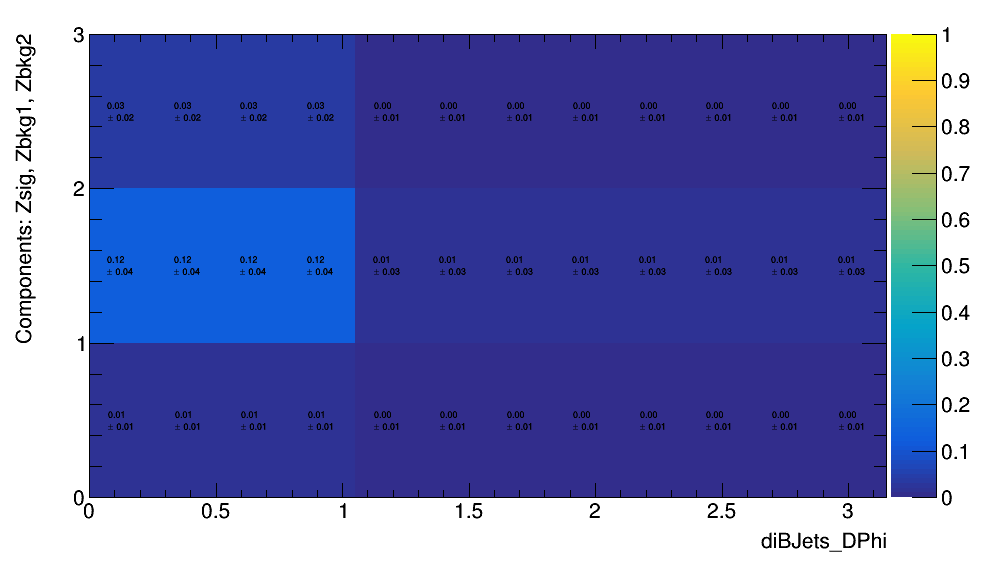 Components: Zsig, Zbkg1, Zbkg2
3
0.03 0.03 0.03 0.03 0.00 0.00 0.00 0.00 0.00 0.00 0.00 0.00
± 0.02 ± 0.02 ± 0.02 ± 0.02 ± 0.01 ± 0.01 ± 0.01 ± 0.01 ± 0.01 ± 0.01 ± 0.01 ± 0.01
2
0.12 0.12 0.12 0.12 0.01 0.01 0.01 0.01 0.01 0.01 0.01 0.01
± 0.04 ± 0.04 ± 0.04 ± 0.04 ± 0.03 ± 0.03 ± 0.03 ± 0.03 ± 0.03 ± 0.03 ± 0.03 ± 0.03
1
0.01 0.01 0.01 0.01 0.00 0.00 0.00 0.00 0.00 0.00 0.00 0.00
± 0.01 ± 0.01 ± 0.01 ± 0.01 ± 0.01 ± 0.01 ± 0.01 ± 0.01 ± 0.01 ± 0.01 ± 0.01 ± 0.01
0
0 0.5 1 1.5 2 2.5 3
diBJets_DPhi
1
0.9
0.8
0.7
0.6
0.5
0.4
0.3
0.2
0.1
0